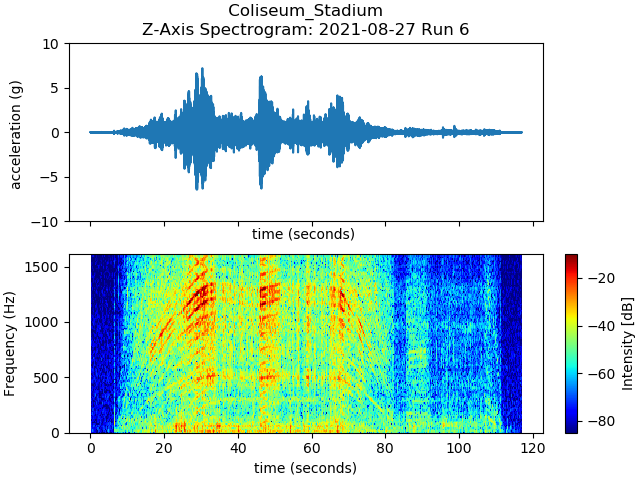 Coliseum_Stadium
Z-Axis Spectrogram: 2021-08-27 Run 6
10
5
0
−5
−10
acceleration (g)
time (seconds)
1500
1000
500
0
Frequency (Hz)
0 20 40 60 80 100 120
time (seconds)
−20
−40
−60
−80
Intensity [dB]